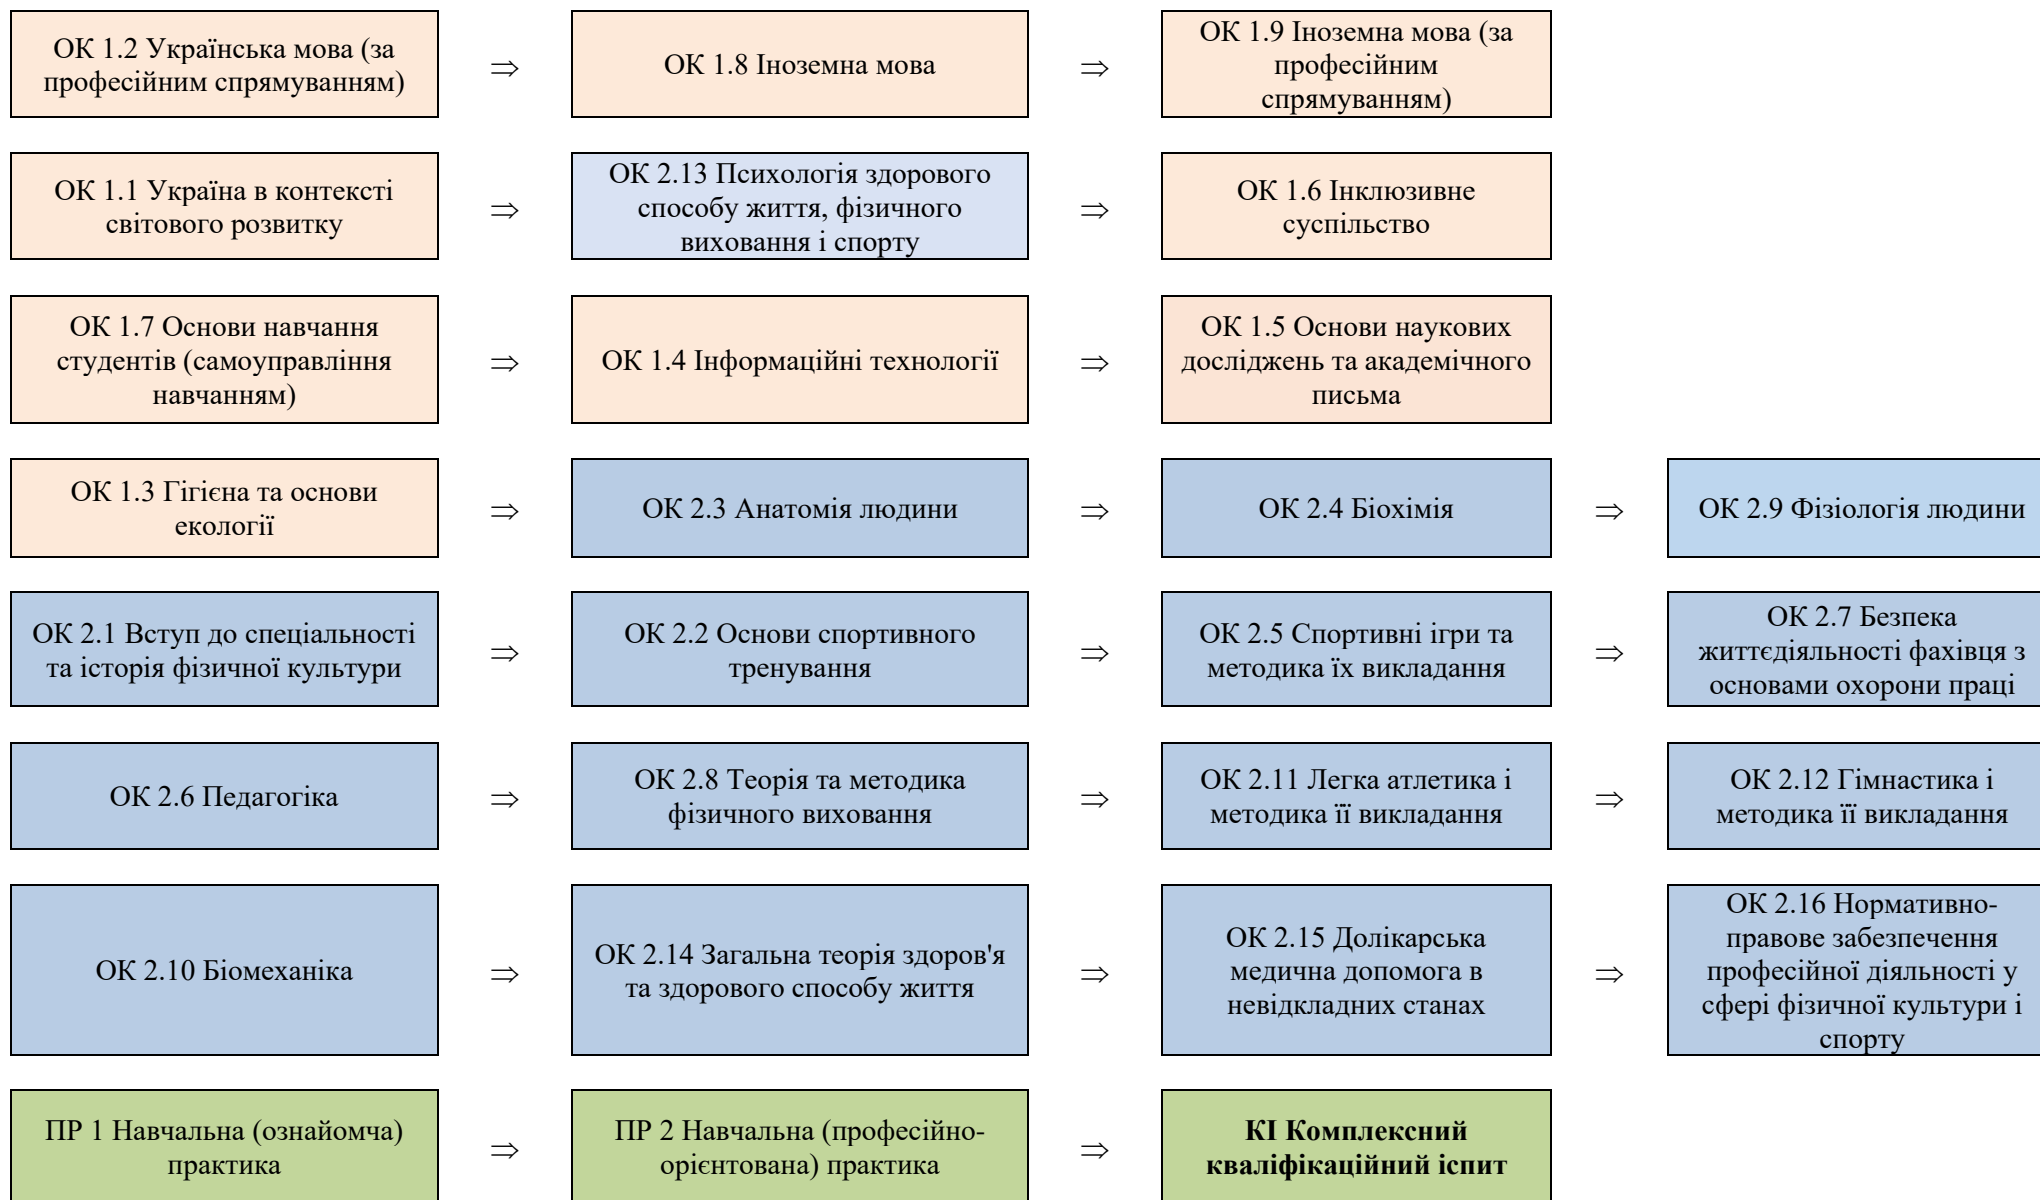 ОК 1.2 Українська мова (за
професійним спрямуванням)
⇒
ОК 1.8 Іноземна мова
⇒
ОК 1.9 Іноземна мова (за
професійним
спрямуванням)
ОК 1.1 Україна в контексті
світового розвитку
⇒
ОК 2.13 Психологія здорового
способу життя, фізичного
виховання і спорту
⇒
ОК 1.6 Інклюзивне
суспільство
ОК 1.7 Основи навчання
студентів (самоуправління
навчанням)
⇒
ОК 1.4 Інформаційні технології
⇒
ОК 1.5 Основи наукових
досліджень та академічного
письма
ОК 1.3 Гігієна та основи
екології
⇒
ОК 2.3 Анатомія людини
⇒
ОК 2.4 Біохімія
⇒
ОК 2.9 Фізіологія людини
ОК 2.1 Вступ до спеціальності
та історія фізичної культури
⇒
ОК 2.2 Основи спортивного
тренування
⇒
ОК 2.5 Спортивні ігри та
методика їх викладання
⇒
ОК 2.7 Безпека
життєдіяльності фахівця з
основами охорони праці
ОК 2.6 Педагогіка
⇒
ОК 2.8 Теорія та методика
фізичного виховання
⇒
ОК 2.11 Легка атлетика і
методика її викладання
⇒
ОК 2.12 Гімнастика і
методика її викладання
ОК 2.10 Біомеханіка
⇒
ОК 2.14 Загальна теорія здоров'я
та здорового способу життя
⇒
ОК 2.15 Долікарська
медична допомога в
невідкладних станах
⇒
ОК 2.16 Нормативно-
правове забезпечення
професійної діяльності у
сфері фізичної культури і
спорту
ПР 1 Навчальна (ознайомча)
практика
⇒
ПР 2 Навчальна (професійно-
орієнтована) практика
⇒
КІ Комплексний
кваліфікаційний іспит